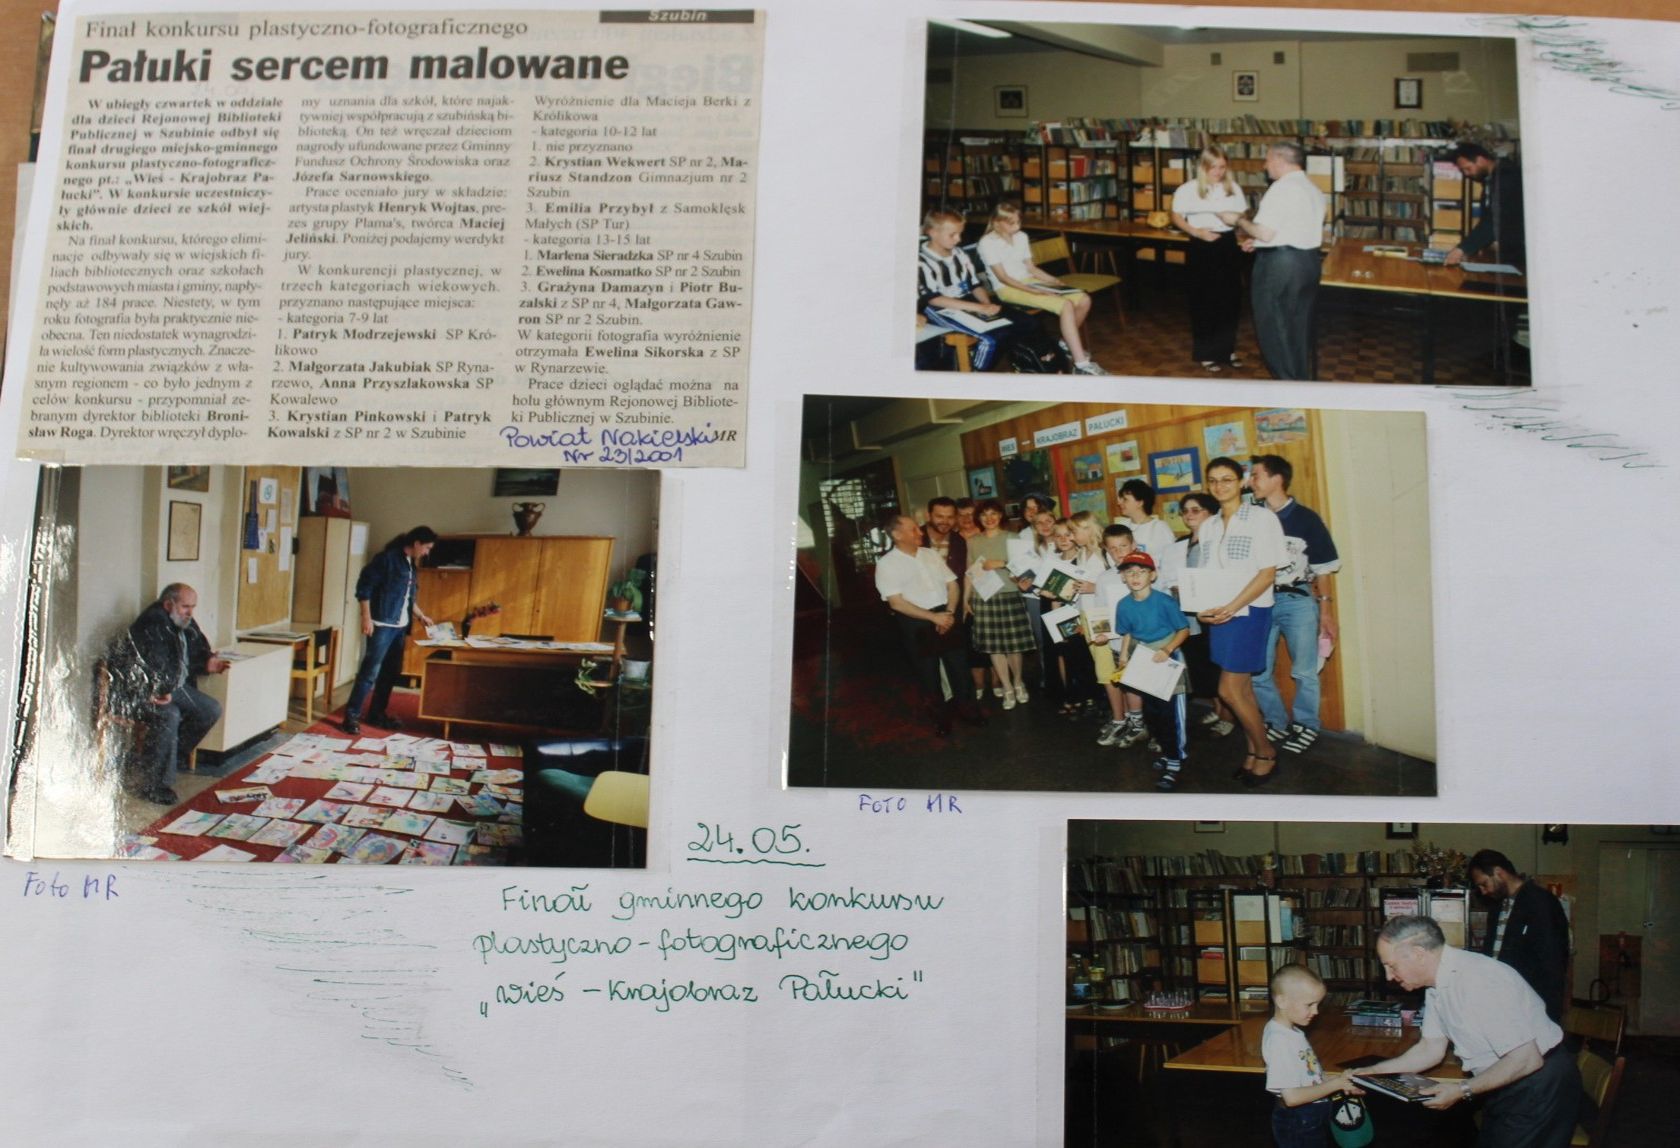 Szubin
Finał konkursu plastyczno-fotograficznego
Pałuki sercem malowane
W ubiegły czwartek w oddziale
dla dzieci Rejonowej Biblioteki
Publicznej w Szubinie odbył się
finał drugiego miejsko-gminnego
konkursu plastyczno-fotograficz-
nego pt.: „Wieś - Krajobraz Pa-
łucki". W konkursie uczestniczy-
ły głównie dzieci ze szkół wiej-
skich.
Na finał konkursu, którego elimi-
nacje odbywały się w wiejskich fi-
liach bibliotecznych oraz szkołach
podstawowych miasta i gminy, napły-
nęły aż 184 prace. Niestety, w tym
roku fotografia była praktycznie nie-
obecna. Ten niedostatek wynagrodzi-
ła wielość form plastycznych. Znacze-
nie kultywowania związków z wła-
snym regionem - co było jednym z
celów konkursu - przypomniał ze-
branym dyrektor biblioteki Broni-
sław Roga. Dyrektor wręczył dyplo-
my uznania dla szkół, które najak-
tywniej współpracują z szubińską bi-
blioteką. On też wręczał dzieciom
nagrody ufundowane przez Gminny
Fundusz Ochrony Środowiska oraz
Józefa Sarnowskiego.
Prace oceniało jury w składzie:
artysta plastyk Henryk Wojtas, pre-
zes grupy Plama's, twórca Maciej
Jeliński. Poniżej podajemy werdykt
jury.
W konkurencji plastycznej, w
trzech kategoriach wiekowych,
przyznano następujące miejsca:
- kategoria 7-9 lat
1. Patryk Modrzejewski SP Kró-
likowo
2. Małgorzata Jakubiak SP Ryna-
rzewo, Anna Przyszlakowska SP
Kowalewo
3. Krystian Pinkowski i Patryk
Kowalski z SP nr 2 w Szubinie
Wyróżnienie dla Macieja Berki z
Królikowa
- kategoria 10-12 lat
1. nie przyznano
2. Krystian Wekwert SP nr 2, Ma-
riusz Standzon Gimnazjum nr 2
Szubin
3. Emilia Przybył z Samoklęsk
Małych (SP Tur)
- kategoria 13-15 lat
1. Marlena Sieradzka SP nr 4 Szubin
2. Ewelina Kosmatko SP nr 2 Szubin
3. Grażyna Damazyn i Piotr Bu-
zalski z SP nr 4, Małgorzata Gaw-
ron SP nr 2 Szubin.
W kategorii fotografia wyróżnienie
otrzymała Ewelina Sikorska z SP
w Rynarzewie.
Prace dzieci oglądać można na
holu głównym Rejonowej Bibliote-
ki Publicznej w Szubinie.
MR
Powiat Nakielski
Nr 23/2001
WIEŚ - KRAJOBRAZ PAŁUCKI
FOTO MR
Foto MR
24.05.
Finał gminnego konkursu
plastyczno-fotograficznego
„Wieś - Krajobraz Pałucki"